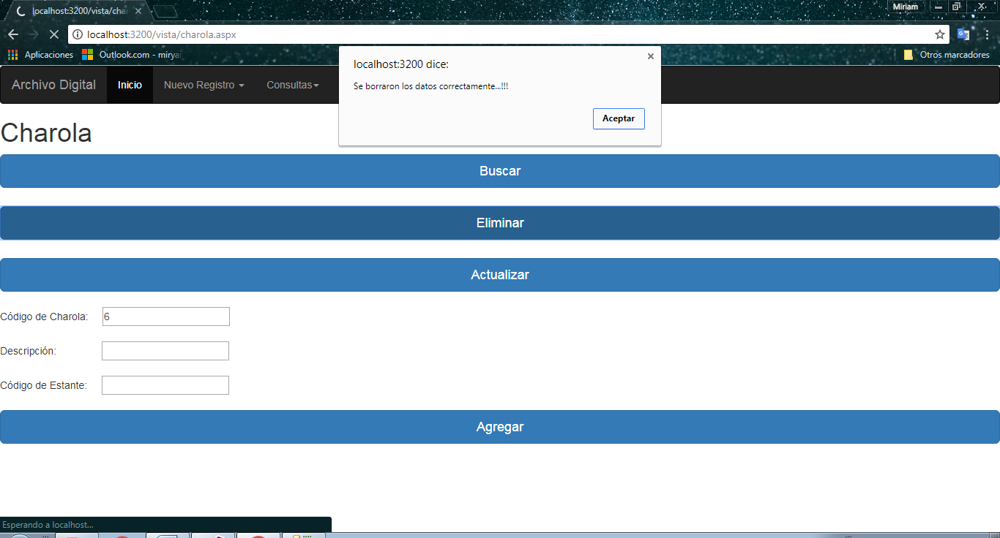 localhost:3200/vista/cha
Miriam
localhost:3200/vista/charola.aspx
Aplicaciones
Outlook.com - mirya
Otros marcadores
localhost:3200 dice:
Se borraron los datos correctamente...!!!
Aceptar
Archivo Digital
Inicio
Nuevo Registro
Consultas
Charola
Buscar
Eliminar
Actualizar
Código de Charola:
6
Descripción:
Código de Estante:
Agregar
Esperando a localhost...